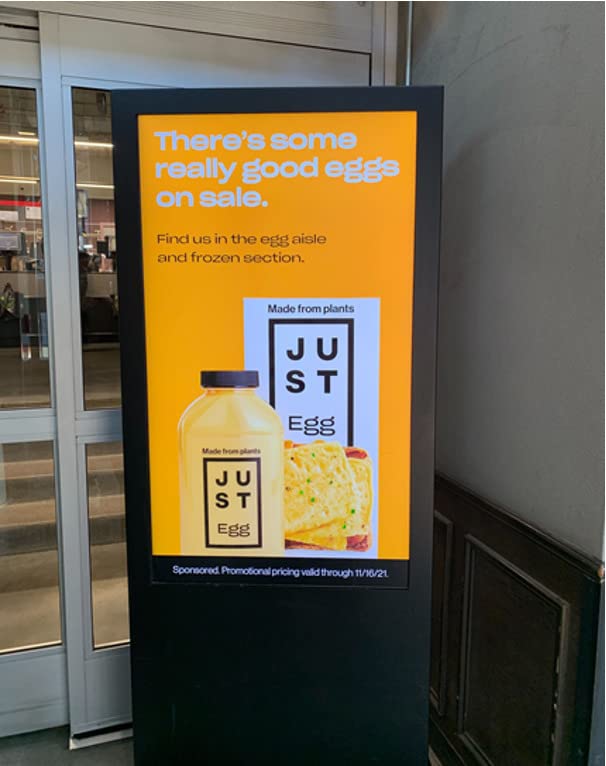 There's some
really good eggs
on sale.
Find us in the egg aisle
and frozen section.
Made from plants
JU
ST
Egg
Made from plants
JU
ST
Egg
Sponsored. Promotional pricing valid through 11/16/21.